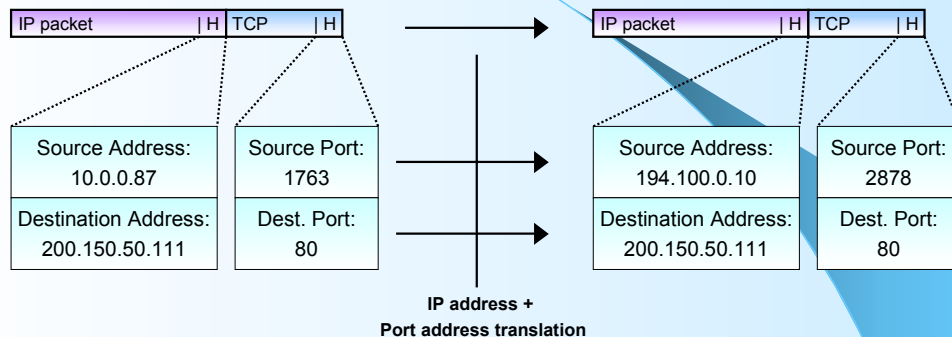 IP packet | H TCP | H
IP packet | H TCP | H
Source Address:
10.0.0.87
Source Port:
1763
Destination Address:
200.150.50.111
Dest. Port:
80
Source Address:
194.100.0.10
Source Port:
2878
Destination Address:
200.150.50.111
Dest. Port:
80
IP address +
Port address translation